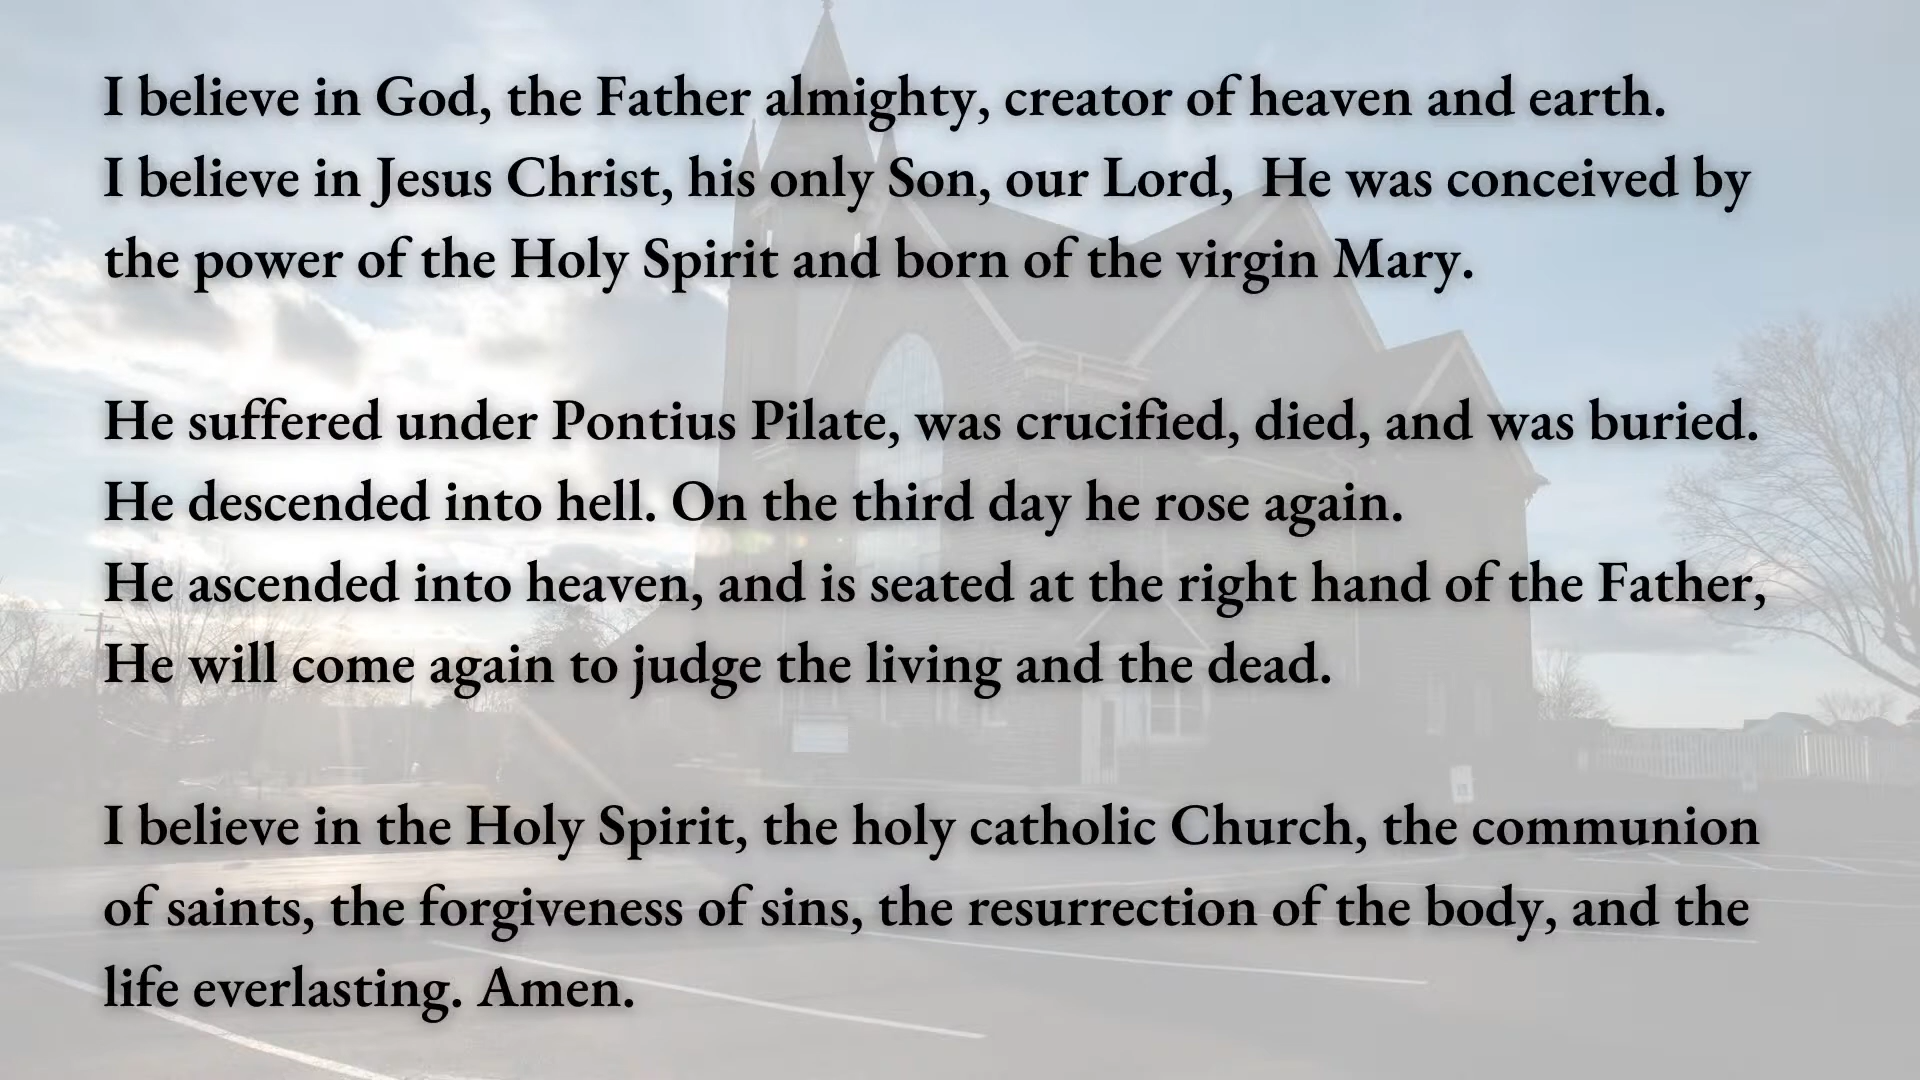 I believe in God, the Father almighty, creator of heaven and earth.
I believe in Jesus Christ, his only Son, our Lord,  He was conceived by
the power of the Holy Spirit and born of the virgin Mary.
He suffered under Pontius Pilate, was crucified, died, and was buried.
He descended into hell. On the third day he rose again.
He ascended into heaven, and is seated at the right hand of the Father,
He will come again to judge the living and the dead.
I believe in the Holy Spirit, the holy catholic Church, the communion
of saints, the forgiveness of sins, the resurrection of the body, and the
life everlasting. Amen.